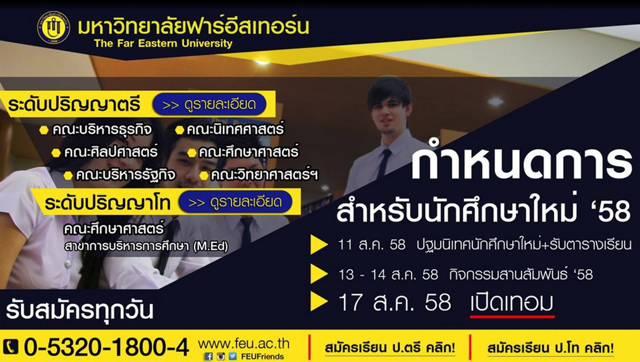 มหาวิทยาลัยฟาร์อีสเทอร์น
The Far Eastern University
ระดับปริญญาตรี >> ดูรายละเอียด
คณะบริหารธุรกิจ คณะนิเทศศาสตร์
คณะศิลปศาสตร์ คณะศึกษาศาสตร์
คณะบริหารรัฐกิจ คณะวิทยาศาสตร์ฯ
ระดับปริญญาโท >> ดูรายละเอียด
คณะศึกษาศาสตร์
สาขาการบริหารการศึกษา (M.Ed)
รับสมัครทุกวัน
กำหนดการ
สำหรับนักศึกษาใหม่ ‘58
11 ส.ค. 58 ปฐมนิเทศนักศึกษาใหม่+รับตารางเรียน
13 - 14 ส.ค. 58 กิจกรรมสานสัมพันธ์ ‘58
17 ส.ค. 58 เปิดเทอม
0-5320-1800-4
www.feu.ac.th
FEUFriends
สมัครเรียน ป.ตรี คลิก!
สมัครเรียน ป.โท คลิก!